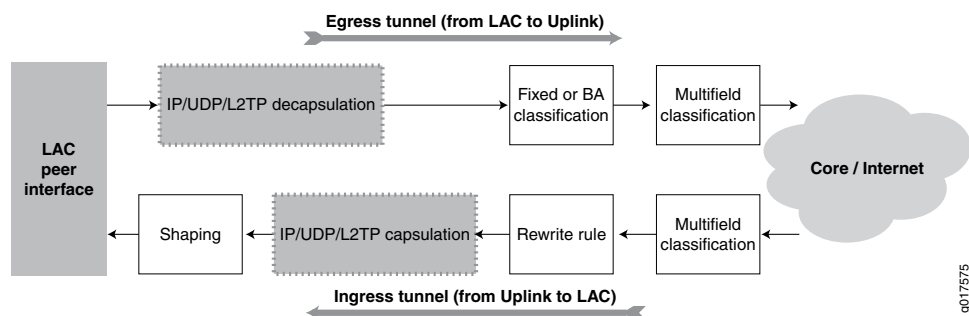 Egress tunnel (from LAC to Uplink)
LAC
peer
interface
IP/UDP/L2TP decapsulation
Fixed or BA
classification
Multifield
classification
Core / Internet
Shaping
IP/UDP/L2TP capsulation
Rewrite rule
Multifield
classification
Ingress tunnel (from Uplink to LAC)
g017575